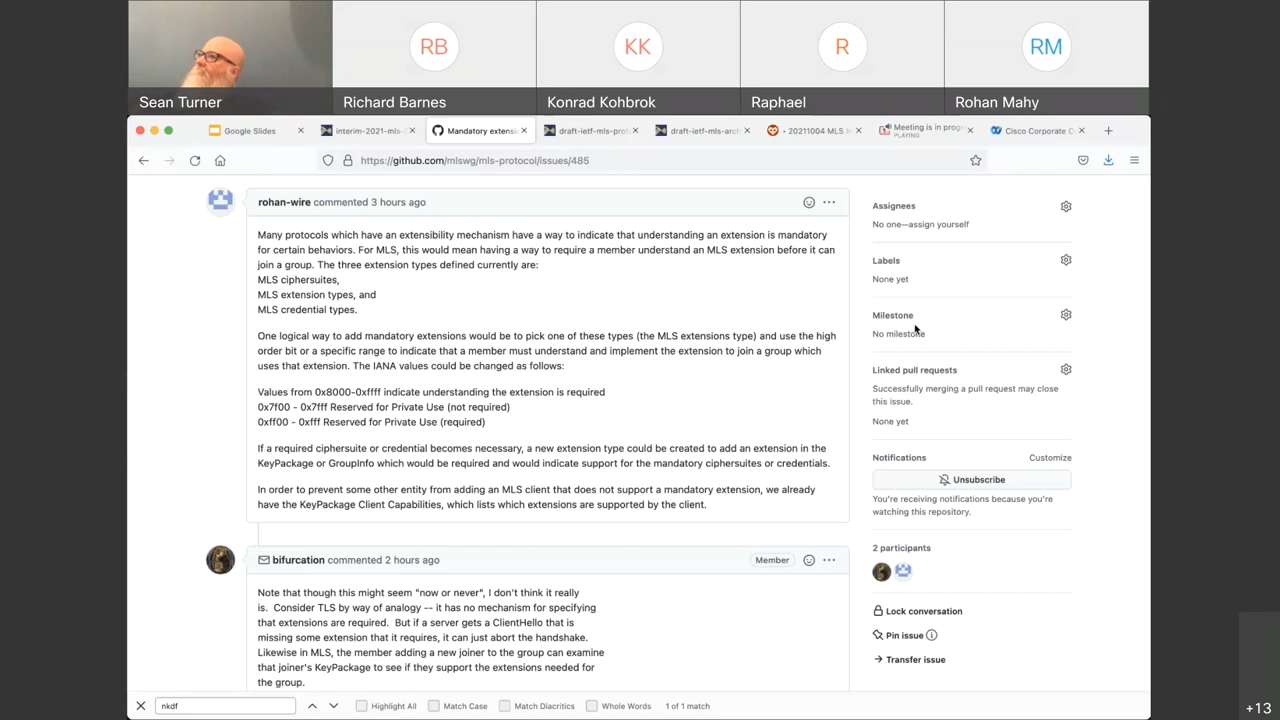 RB
KK
R
RM
Sean Turner
Richard Barnes
Konrad Kohbrok
Raphael
Rohan Mahy
Google Slides
interim-2021-mls-
Mandatory extensi
draft-ietf-mls-prot
draft-ietf-mls-arch
20211004 MLS I
Meeting is in prog
PLAYING
Cisco Corporate C
https://github.com/mlswg/mls-protocol/issues/485
rohan-wire commented 3 hours ago
Many protocols which have an extensibility mechanism have a way to indicate that understanding an extension is mandatory
for certain behaviors. For MLS, this would mean having a way to require a member understand an MLS extension before it can
join a group. The three extension types defined currently are:
MLS ciphersuites,
MLS extension types, and
MLS credential types.
One logical way to add mandatory extensions would be to pick one of these types (the MLS extensions type) and use the high
order bit or a specific range to indicate that a member must understand and implement the extension to join a group which
uses that extension. The IANA values could be changed as follows:
Values from 0x8000-0xffff indicate understanding the extension is required
0x7f00 - 0x7fff Reserved for Private Use (not required)
0xff00 - 0xfff Reserved for Private Use (required)
If a required ciphersuite or credential becomes necessary, a new extension type could be created to add an extension in the
KeyPackage or GroupInfo which would be required and would indicate support for the mandatory ciphersuites or credentials.
In order to prevent some other entity from adding an MLS client that does not support a mandatory extension, we already
have the KeyPackage Client Capabilities, which lists which extensions are supported by the client.
bifurcation commented 2 hours ago
Member
Note that though this might seem "now or never", I don't think it really
is. Consider TLS by way of analogy -- it has no mechanism for specifying
that extensions are required. But if a server gets a ClientHello that is
missing some extension that it requires, it can just abort the handshake.
Likewise in MLS, the member adding a new joiner to the group can examine
that joiner's KeyPackage to see if they support the extensions needed for
the group.
Assignees
No one—assign yourself
Labels
None yet
Milestone
No milestone
Linked pull requests
Successfully merging a pull request may close
this issue.
None yet
Notifications
Customize
Unsubscribe
You're receiving notifications because you're
watching this repository.
2 participants
Lock conversation
Pin issue
Transfer issue
nkdf
Highlight All
Match Case
Match Diacritics
Whole Words
1 of 1 match
+13